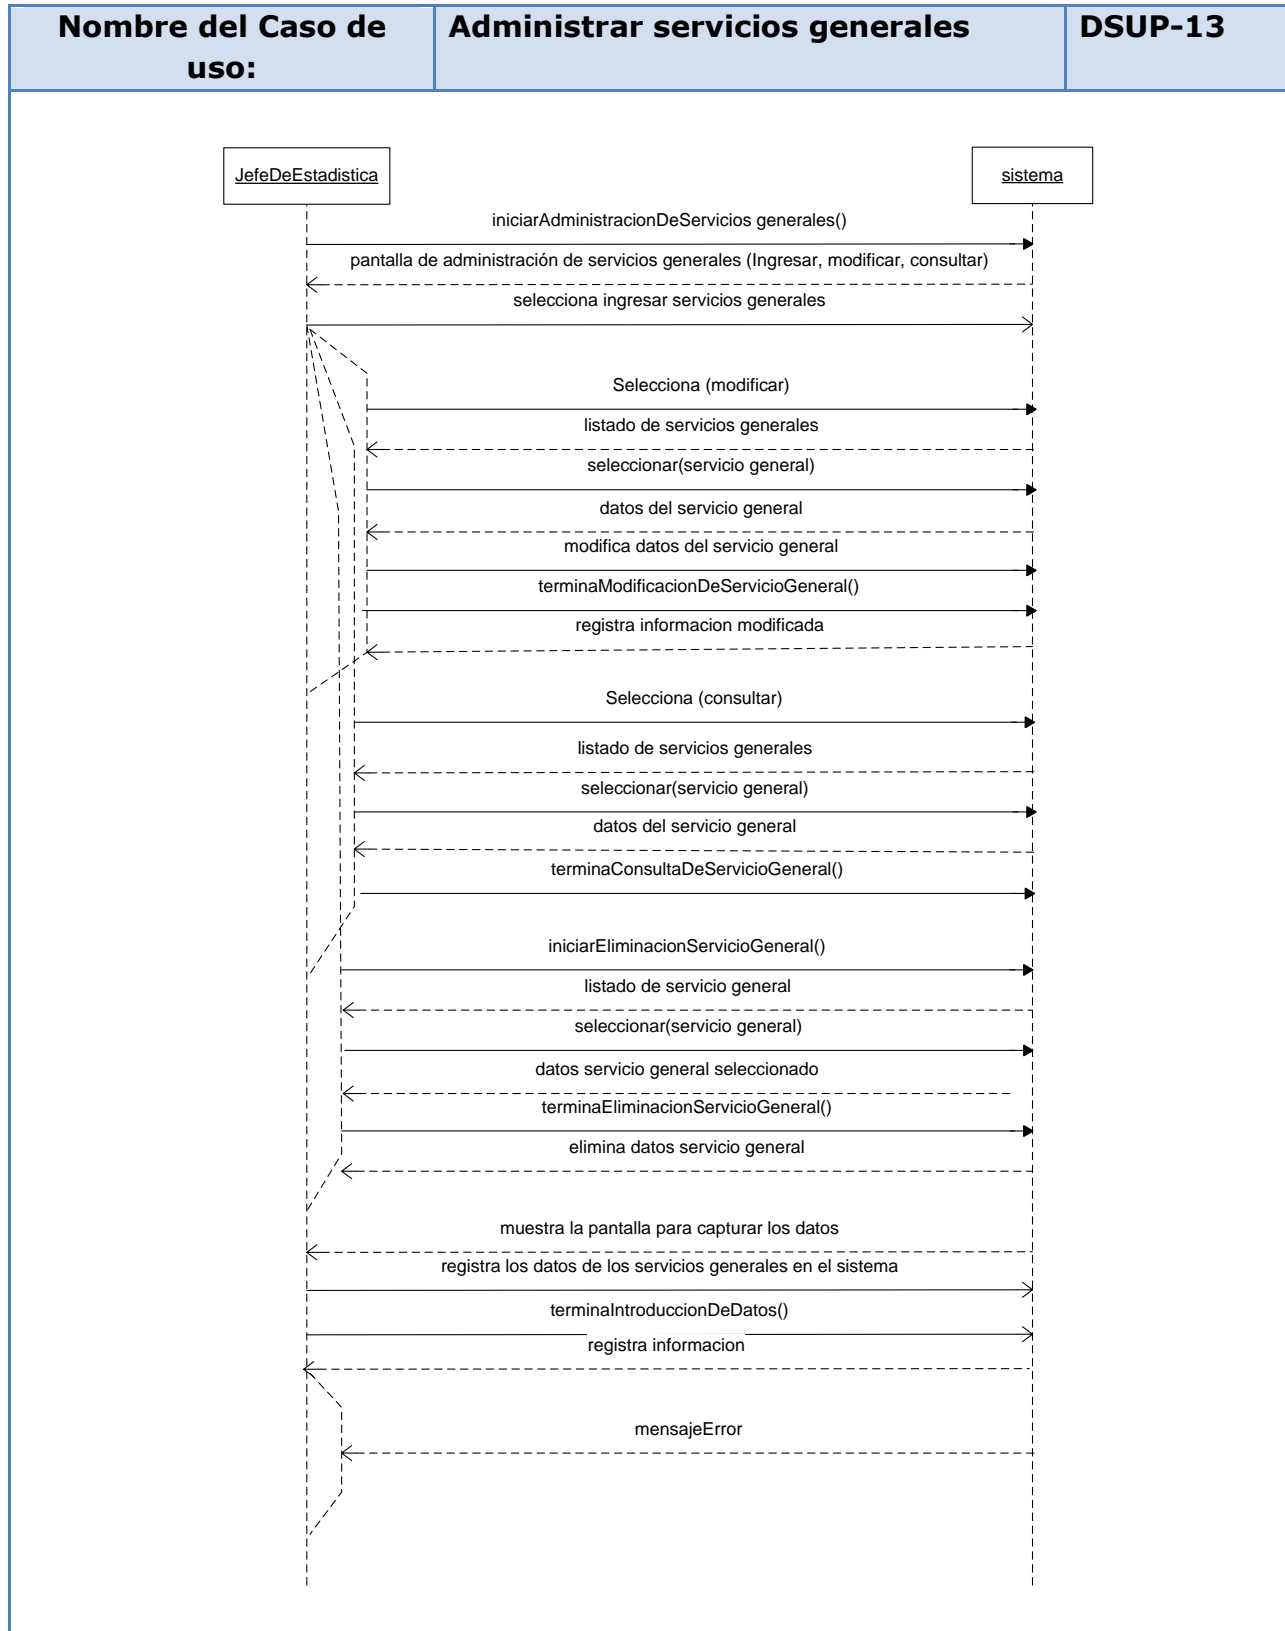 Nombre del Caso de
uso:
Administrar servicios generales
DSUP-13
JefeDeEstadistica
sistema
iniciarAdministracionDeServicios generales()
pantalla de administración de servicios generales (Ingresar, modificar, consultar)
selecciona ingresar servicios generales
Selecciona (modificar)
listado de servicios generales
seleccionar(servicio general)
datos del servicio general
modifica datos del servicio general
terminaModificacionDeServicioGeneral()
registra informacion modificada
Selecciona (consultar)
listado de servicios generales
seleccionar(servicio general)
datos del servicio general
terminaConsultaDeServicioGeneral()
iniciarEliminacionServicioGeneral()
listado de servicio general
seleccionar(servicio general)
datos servicio general seleccionado
terminaEliminacionServicioGeneral()
elimina datos servicio general
muestra la pantalla para capturar los datos
registra los datos de los servicios generales en el sistema
terminaIntroduccionDeDatos()
registra informacion
mensajeError